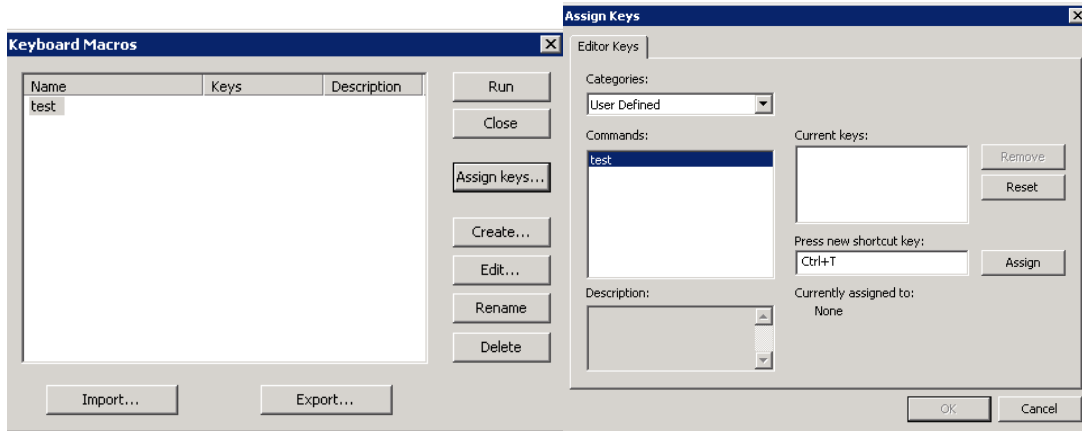 Keyboard Macros
Name Keys Description
test
Run
Close
Assign keys...
Create...
Edit...
Rename
Delete
Import... Export...
Assign Keys
Editor Keys
Categories:
User Defined
Commands:
test
Current keys:
Remove
Reset
Press new shortcut key:
Ctrl+T
Assign
Description:
Currently assigned to:
None
OK Cancel